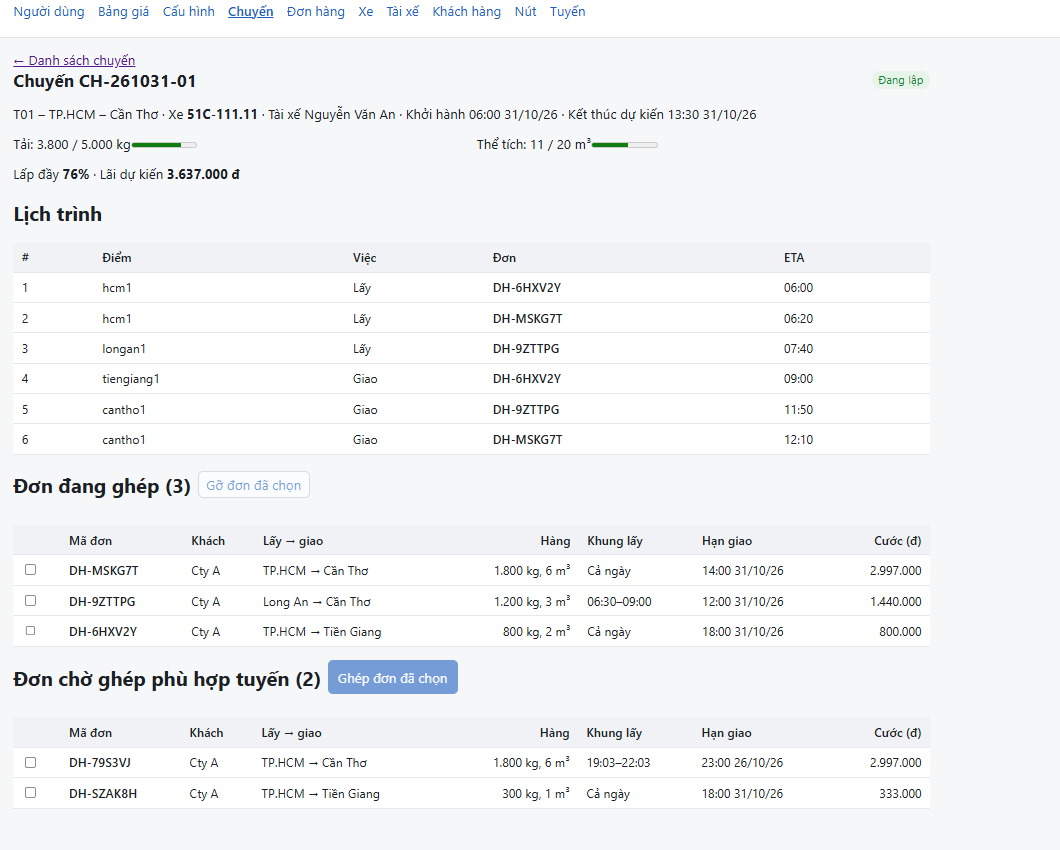 Người dùng Bảng giá Cấu hình Chuyến Đơn hàng Xe Tài xế Khách hàng Nút Tuyến
← Danh sách chuyến
Chuyến CH-261031-01 Đang lập
T01 – TP.HCM – Cần Thơ · Xe 51C-111.11 · Tài xế Nguyễn Văn An · Khởi hành 06:00 31/10/26 · Kết thúc dự kiến 13:30 31/10/26
Tải: 3.800 / 5.000 kg Thể tích: 11 / 20 m³
Lấp đầy 76% · Lãi dự kiến 3.637.000 đ
Lịch trình
# Điểm Việc Đơn ETA
1 hcm1 Lấy DH-6HXV2Y 06:00
2 hcm1 Lấy DH-MSKG7T 06:20
3 longan1 Lấy DH-9ZTTPG 07:40
4 tiengiang1 Giao DH-6HXV2Y 09:00
5 cantho1 Giao DH-9ZTTPG 11:50
6 cantho1 Giao DH-MSKG7T 12:10
Đơn đang ghép (3) Gỡ đơn đã chọn
Mã đơn Khách Lấy → giao Hàng Khung lấy Hạn giao Cước (đ)
DH-MSKG7T Cty A TP.HCM → Cần Thơ 1.800 kg, 6 m³ Cả ngày 14:00 31/10/26 2.997.000
DH-9ZTTPG Cty A Long An → Cần Thơ 1.200 kg, 3 m³ 06:30–09:00 12:00 31/10/26 1.440.000
DH-6HXV2Y Cty A TP.HCM → Tiền Giang 800 kg, 2 m³ Cả ngày 18:00 31/10/26 800.000
Đơn chờ ghép phù hợp tuyến (2) Ghép đơn đã chọn
Mã đơn Khách Lấy → giao Hàng Khung lấy Hạn giao Cước (đ)
DH-79S3VJ Cty A TP.HCM → Cần Thơ 1.800 kg, 6 m³ 19:03–22:03 23:00 26/10/26 2.997.000
DH-SZAK8H Cty A TP.HCM → Tiền Giang 300 kg, 1 m³ Cả ngày 18:00 31/10/26 333.000